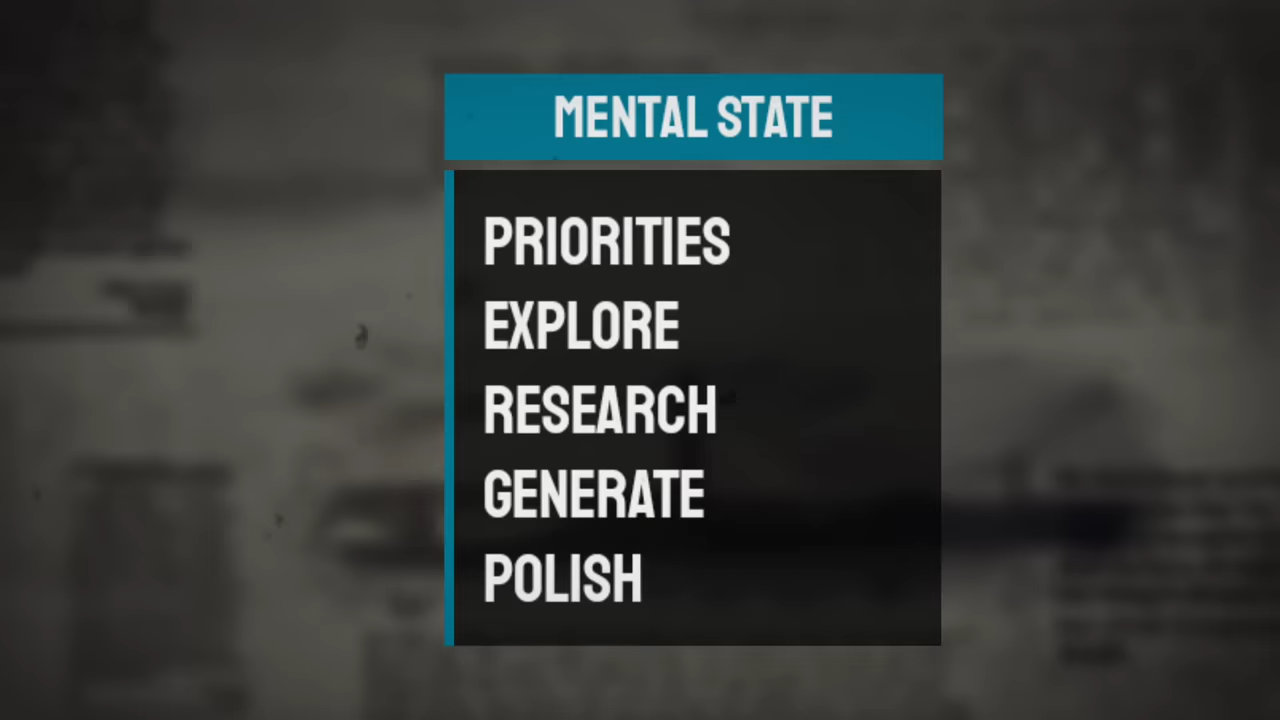 MENTAL STATE
PRIORITIES
EXPLORE
RESEARCH
GENERATE
POLISH